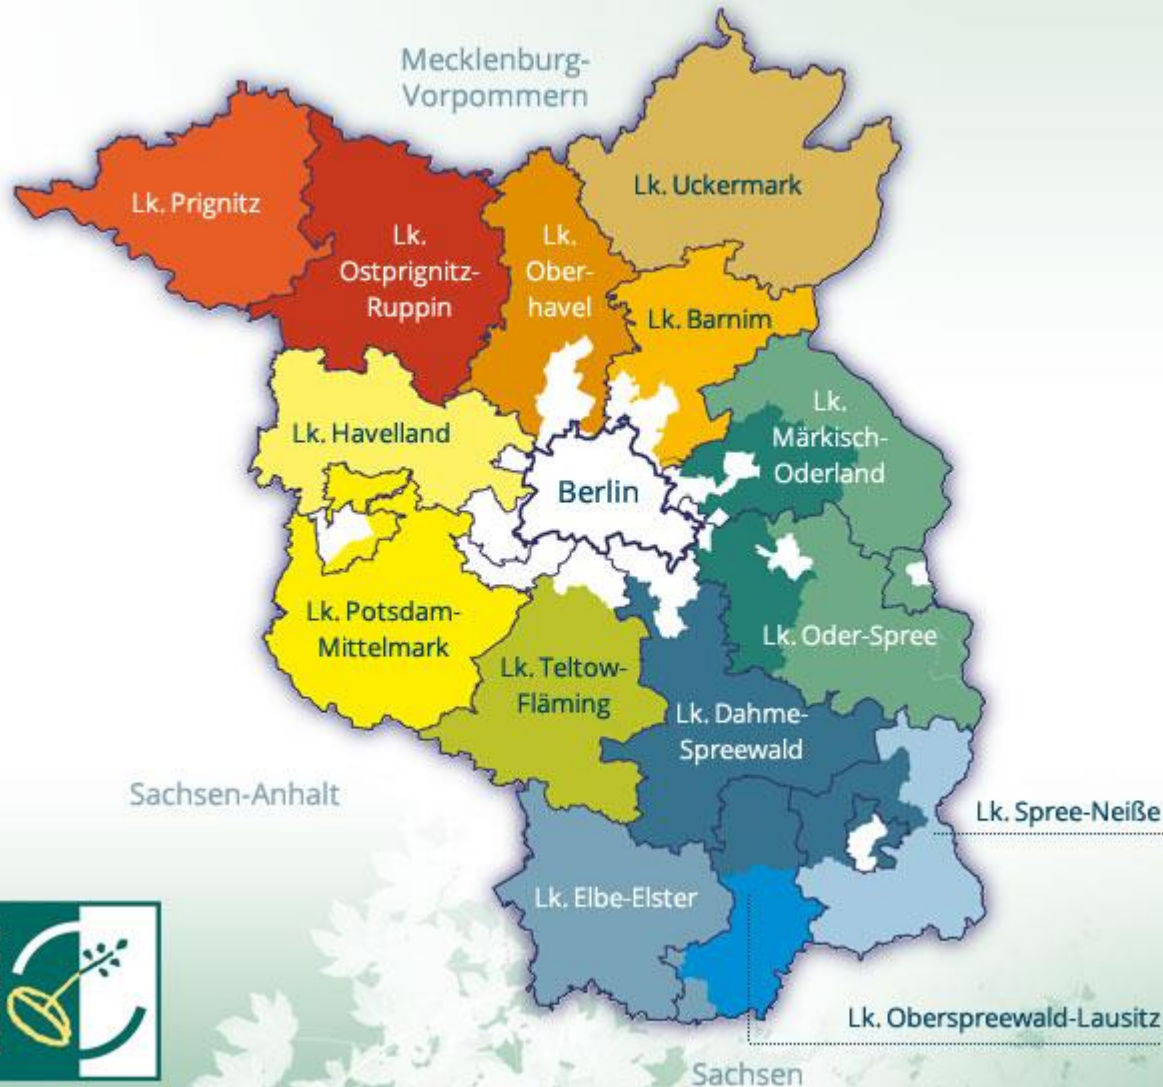 Mecklenburg-
Vorpommern
Lk. Uckermark
Lk. Prignitz
Lk.
Ostprignitz-
Ruppin
Lk.
Ober-
havel
Lk. Barnim
Lk.
Märkisch-
Oderland
Lk. Havelland
Berlin
Lk. Potsdam-
Mittelmark
Lk. Oder-Spree
Lk. Teltow-
Fläming
Lk. Dahme-
Spreewald
Sachsen-Anhalt
Lk. Spree-Neiße
Lk. Elbe-Elster
Lk. Oberspreewald-Lausitz
Sachsen